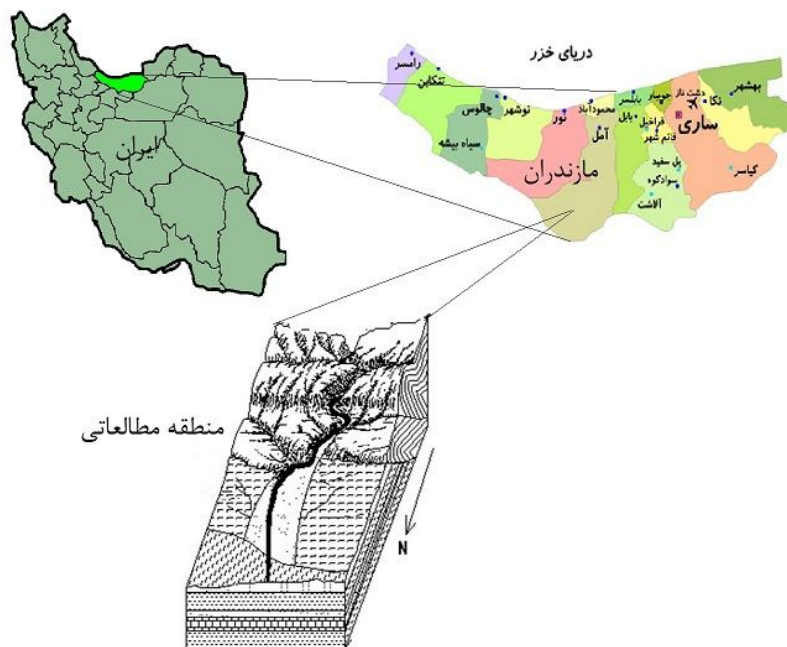 ایران
دریای خزر
رامسر
تنکابن
چالوس
نوشهر
سیاه بیشه
نور
محمودآباد
آمل
مازندران
بابلسر
بابل
جویبار
قراخیل
قائم شهر
دشت ناز
ساری
نکا
بهشهر
کیاسر
پل سفید
سوادکوه
آلاشت
منطقه مطالعاتی
N